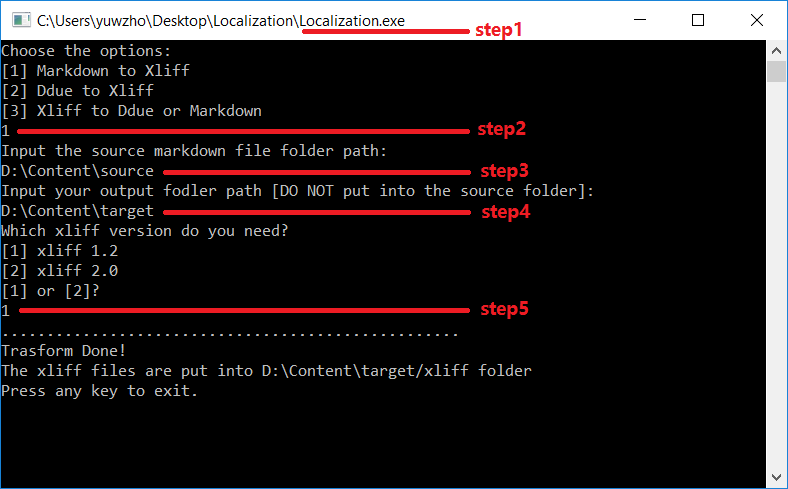 C:\Users\yuwzho\Desktop\Localization\Localization.exe
step1
Choose the options:
[1] Markdown to Xliff
[2] Ddue to Xliff
[3] Xliff to Ddue or Markdown
1 step2
Input the source markdown file folder path:
D:\Content\source step3
Input your output fodler path [DO NOT put into the source folder]:
D:\Content\target step4
Which xliff version do you need?
[1] xliff 1.2
[2] xliff 2.0
[1] or [2]?
1 step5
...................................................
Trasform Done!
The xliff files are put into D:\Content\target/xliff folder
Press any key to exit.